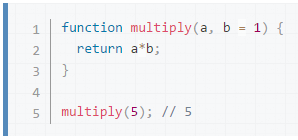 1 function multiply(a, b = 1) {
2   return a*b;
3 }
4
5 multiply(5); // 5